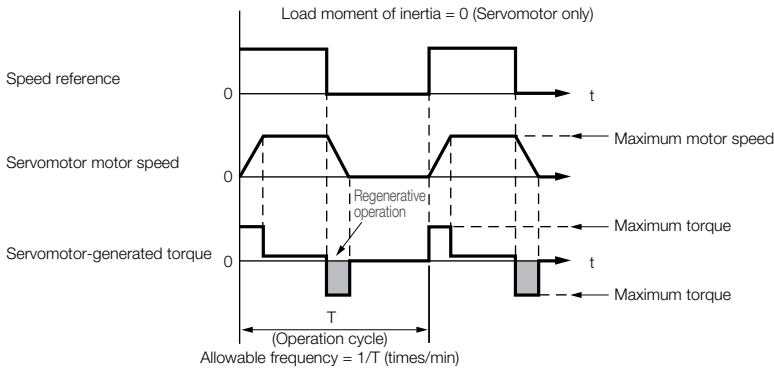 Load moment of inertia = 0 (Servomotor only)
Speed reference
0
t
Maximum motor speed
Servomotor motor speed
0
Regenerative
operation
Maximum torque
Servomotor-generated torque
0
t
Maximum torque
T
(Operation cycle)
Allowable frequency = 1/T (times/min)